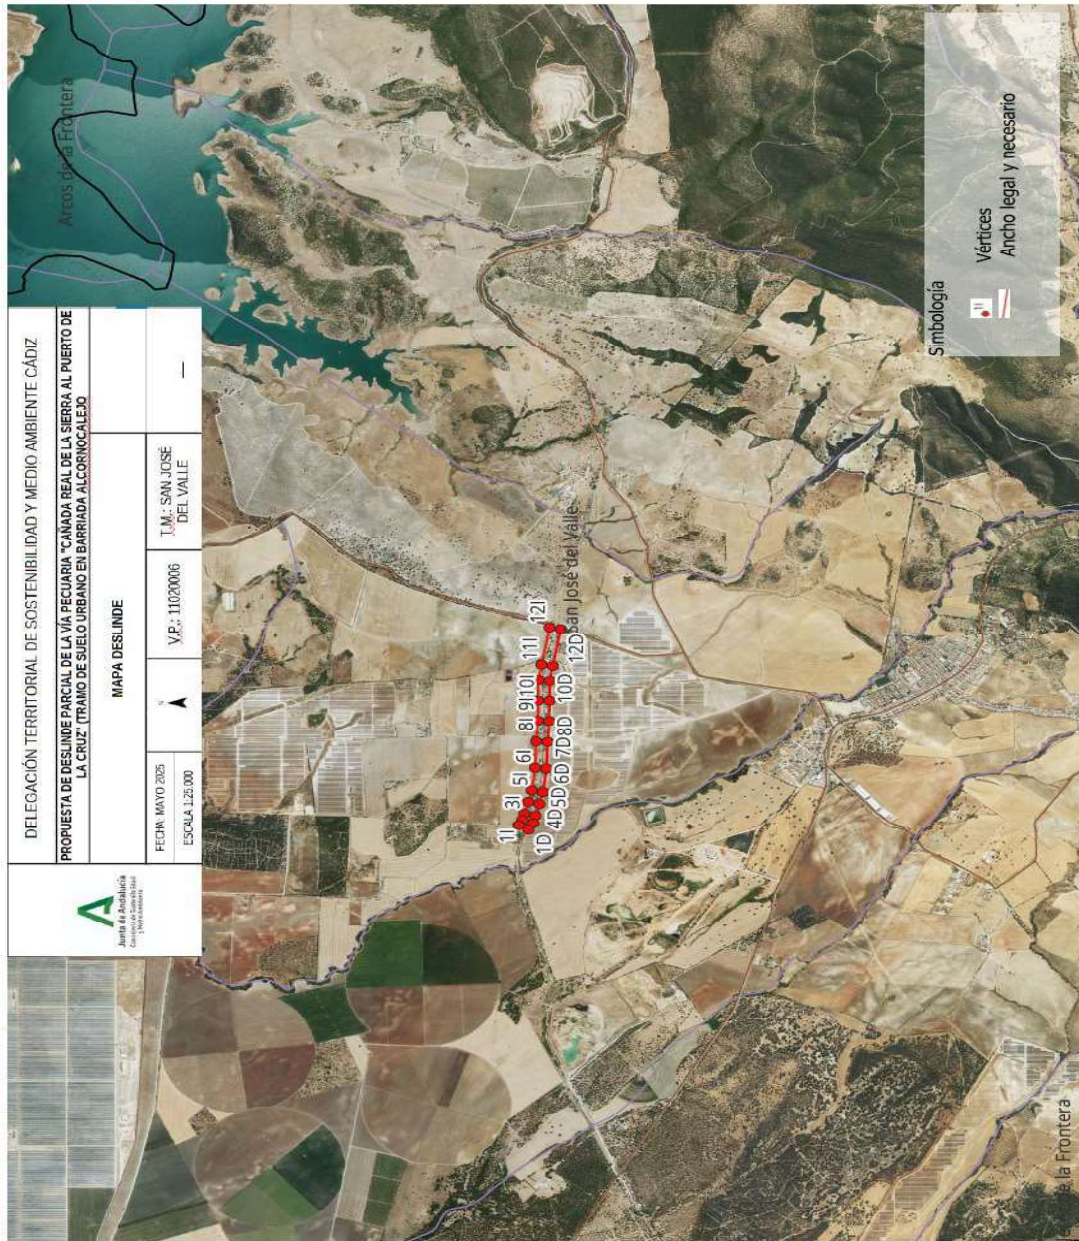 DELEGACIÓN TERRITORIAL DE SOSTENIBILIDAD Y MEDIO AMBIENTE CÁDIZ
PROPUESTA DE DESLINDE PARCIAL DE LA VÍA PECUARIA "CAÑADA REAL DE LA SIERRA AL PUERTO DE
LA CRUZ" (TRAMO DE SUELO URBANO EN BARRIADA ALCORNOCALEJO
MAPA DESLINDE
FECHA: MAYO 2025
ESCALA 1:25.000
N
V.P.: 11020006
T.M.: SAN JOSÉ
DEL VALLE
Junta de Andalucía
Arcos de la Frontera
San José del Valle
la Frontera
1I
3I
5I
6I
8I
9I
10I
11I
12I
1D
4D
5D
6D
7D
8D
10D
12D
Simbología
Vértices
Ancho legal y necesario